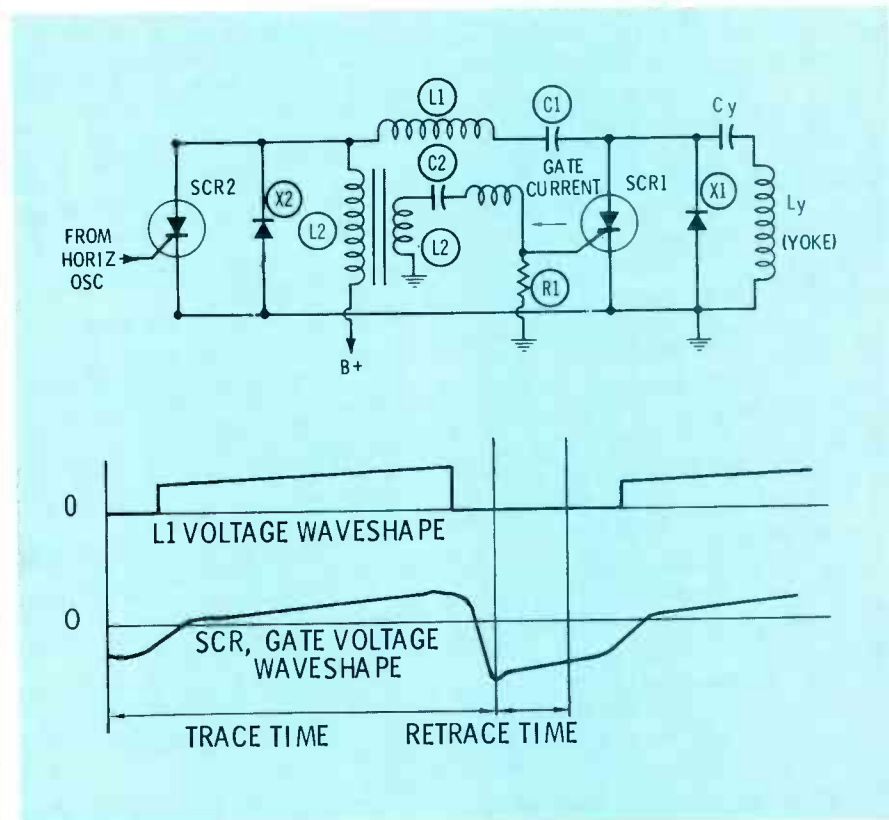 L1
C1
Cy
C2
GATE
CURRENT
SCR1
X1
SCR2
X2
L2
L2
Ly
(YOKE)
FROM
HORIZ
OSC
R1
B+
0
L1 VOLTAGE WAVESHAPE
0
SCR, GATE VOLTAGE
WAVESHAPE
TRACE TIME
RETRACE TIME